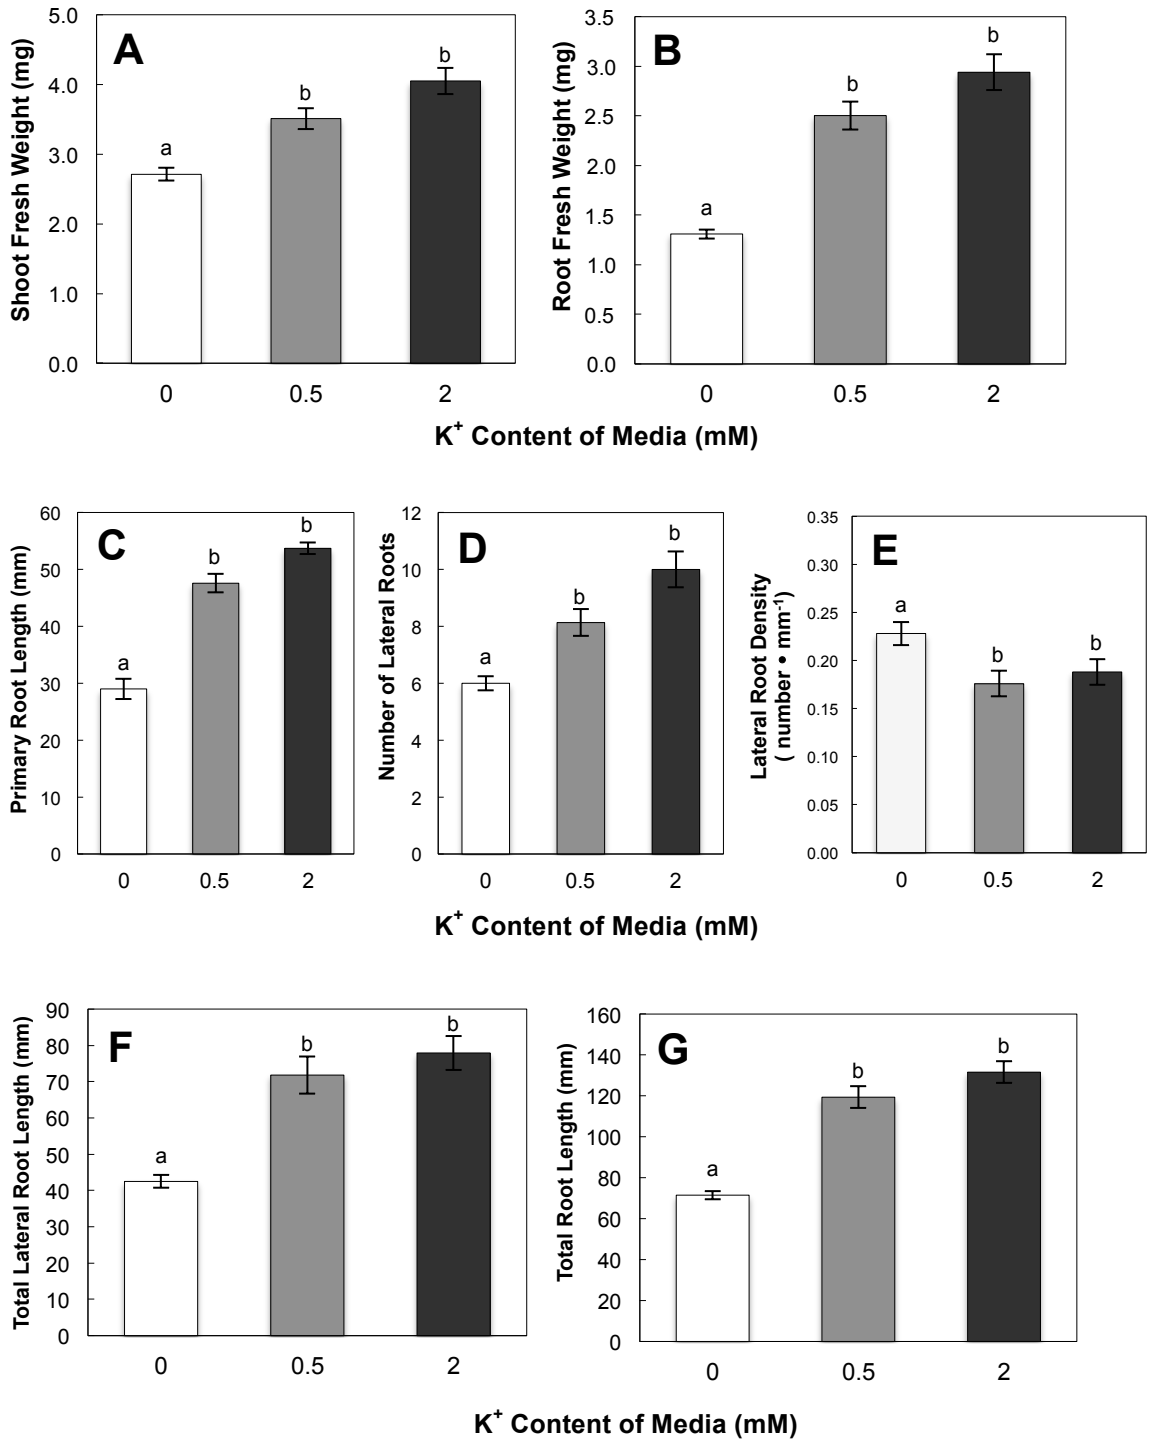 A
Shoot Fresh Weight (mg)
5.0
4.0
3.0
2.0
1.0
0.0
a
b
b
0 0.5 2
B
Root Fresh Weight (mg)
3.5
3.0
2.5
2.0
1.5
1.0
0.5
0.0
a
b
b
0 0.5 2
K⁺ Content of Media (mM)
C
Primary Root Length (mm)
60
50
40
30
20
10
0
a
b
b
0 0.5 2
D
Number of Lateral Roots
12
10
8
6
4
2
0
a
b
b
0 0.5 2
E
Lateral Root Density
( number • mm⁻¹)
0.35
0.30
0.25
0.20
0.15
0.10
0.05
0.00
a
b
b
0 0.5 2
K⁺ Content of Media (mM)
F
Total Lateral Root Length (mm)
90
80
70
60
50
40
30
20
10
0
a
b
b
0 0.5 2
G
Total Root Length (mm)
160
140
120
100
80
60
40
20
0
a
b
b
0 0.5 2
K⁺ Content of Media (mM)